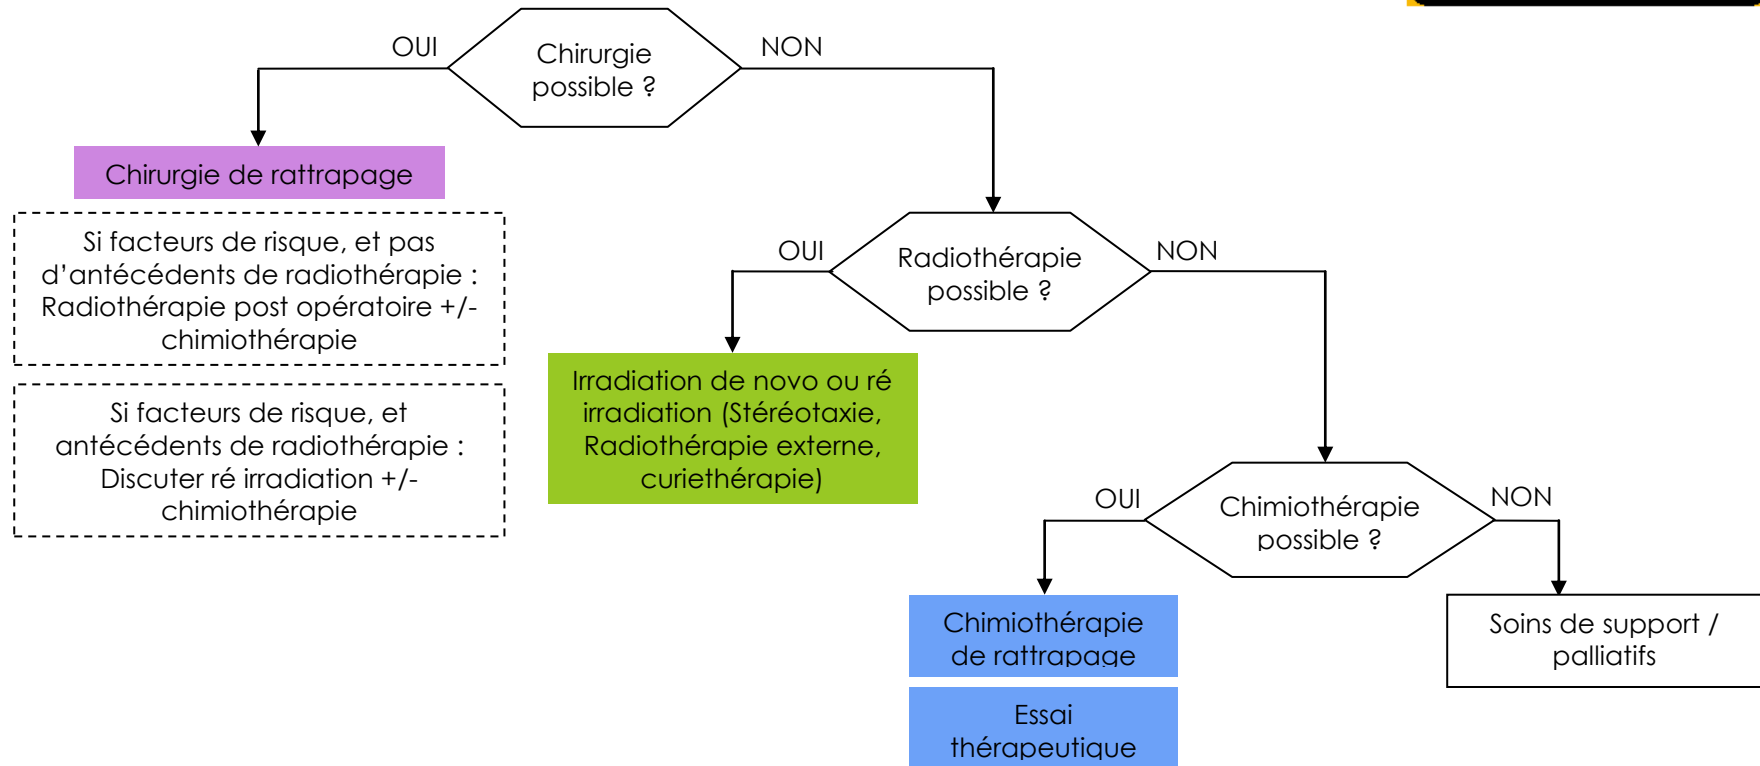 OUI
Chirurgie
possible ?
NON
Chirurgie de rattrapage
Si facteurs de risque, et pas
d’antécédents de radiothérapie :
Radiothérapie post opératoire +/-
chimiothérapie
Si facteurs de risque, et
antécédents de radiothérapie :
Discuter ré irradiation +/-
chimiothérapie
OUI
Radiothérapie
possible ?
NON
Irradiation de novo ou ré
irradiation (Stéréotaxie,
Radiothérapie externe,
curiethérapie)
OUI
Chimiothérapie
possible ?
NON
Chimiothérapie
de rattrapage
Essai
thérapeutique
Soins de support /
palliatifs